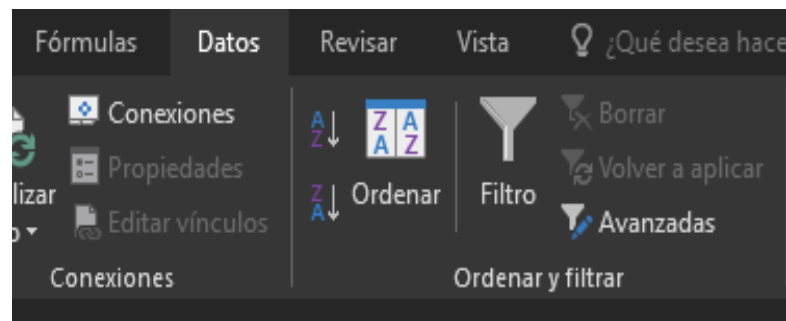 Fórmulas Datos Revisar Vista ¿Qué desea hace
Conexiones
Propiedades
lizar
Editar vínculos
Conexiones
A
Z
Z A
A Z
Z
A
Ordenar
Filtro
Borrar
Volver a aplicar
Avanzadas
Ordenar y filtrar